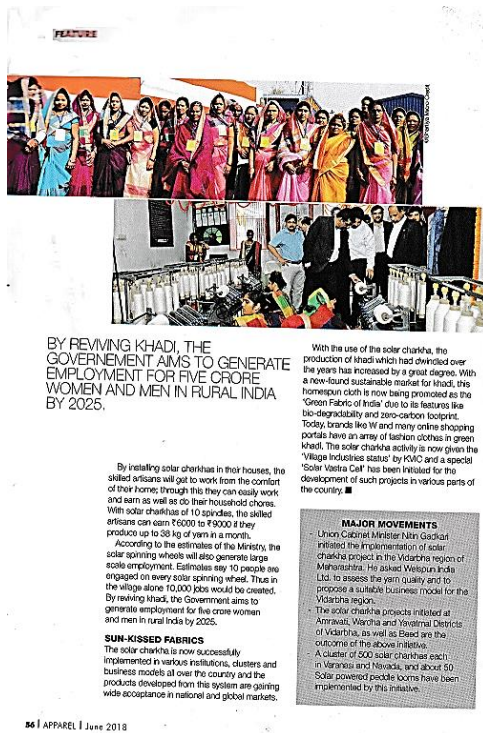 FEATURE
BY REVIVING KHADI, THE
GOVERNEMENT AIMS TO GENERATE
EMPLOYMENT FOR FIVE CRORE
WOMEN AND MEN IN RURAL INDIA
BY 2025.
By installing solar charkhas in their houses, the
skilled artisans will get to work from the comfort
of their home; through this they can easily work
and earn as well as do their household chores.
With solar charkhas of 10 spindles, the skilled
artisans can earn ₹6000 to ₹9000 if they
produce up to 38 kg of yarn in a month.
According to the estimates of the Ministry, the
solar spinning wheels will also generate large
scale employment. Estimates say 10 people are
engaged on every solar spinning wheel. Thus in
the village alone 10,000 jobs would be created.
By reviving khadi, the Government aims to
generate employment for five crore women
and men in rural India by 2025.
SUN-KISSED FABRICS
The solar charkha is now successfully
implemented in various institutions, clusters and
business models all over the country and the
products developed from this system are gaining
wide acceptance in national and global markets.
With the use of the solar charkha, the
production of khadi which had dwindled over
the years has increased by a great degree. With
a new-found sustainable market for khadi, this
homespun cloth is now being promoted as the
'Green Fabric of India' due to its features like
bio-degradability and zero-carbon footprint.
Today, brands like W and many online shopping
portals have an array of fashion clothes in green
khadi. The solar charkha activity is now given the
'Village Industries status' by KVIC and a special
'Solar Vastra Cell' has been initiated for the
development of such projects in various parts of
the country. ■
MAJOR MOVEMENTS
Union Cabinet Minister Nitin Gadkari
initiated the implementation of solar
charkha project in the Vidarbha region of
Maharashtra. He asked Welspun India
Ltd. to assess the yarn quality and to
propose a suitable business model for the
Vidarbha region.
The solar charkha projects initiated at
Amravati, Wardha and Yavatmal Districts
of Vidarbha, as well as Beed are the
outcome of the above initiative.
A cluster of 500 solar charkhas each
in Varanasi and Navada, and about 50
Solar powered peddle looms have been
implemented by this initiative.
56 | APPAREL | June 2018